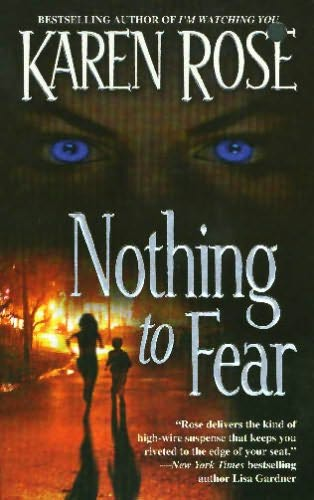 BESTSELLING AUTHOR OF I'M WATCHING YOU
KAREN ROSE
Nothing
to Fear
"Rose delivers the kind of
high-wire suspense that keeps you
riveted to the edge of your seat."
—New York Times bestselling
author Lisa Gardner